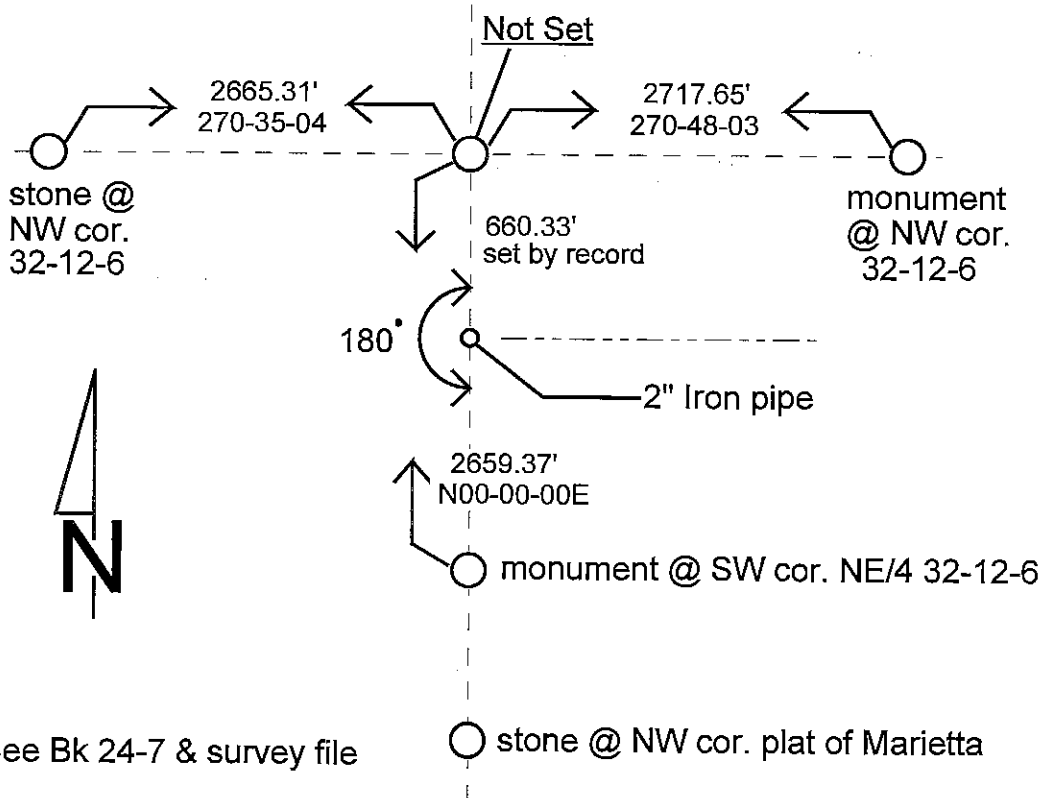 Not Set
2665.31'
270-35-04
2717.65'
270-48-03
stone @
NW cor.
32-12-6
monument
@ NW cor.
32-12-6
660.33'
set by record
180°
2" Iron pipe
2659.37'
N00-00-00E
N
monument @ SW cor. NE/4 32-12-6
ee Bk 24-7 & survey file
stone @ NW cor. plat of Marietta